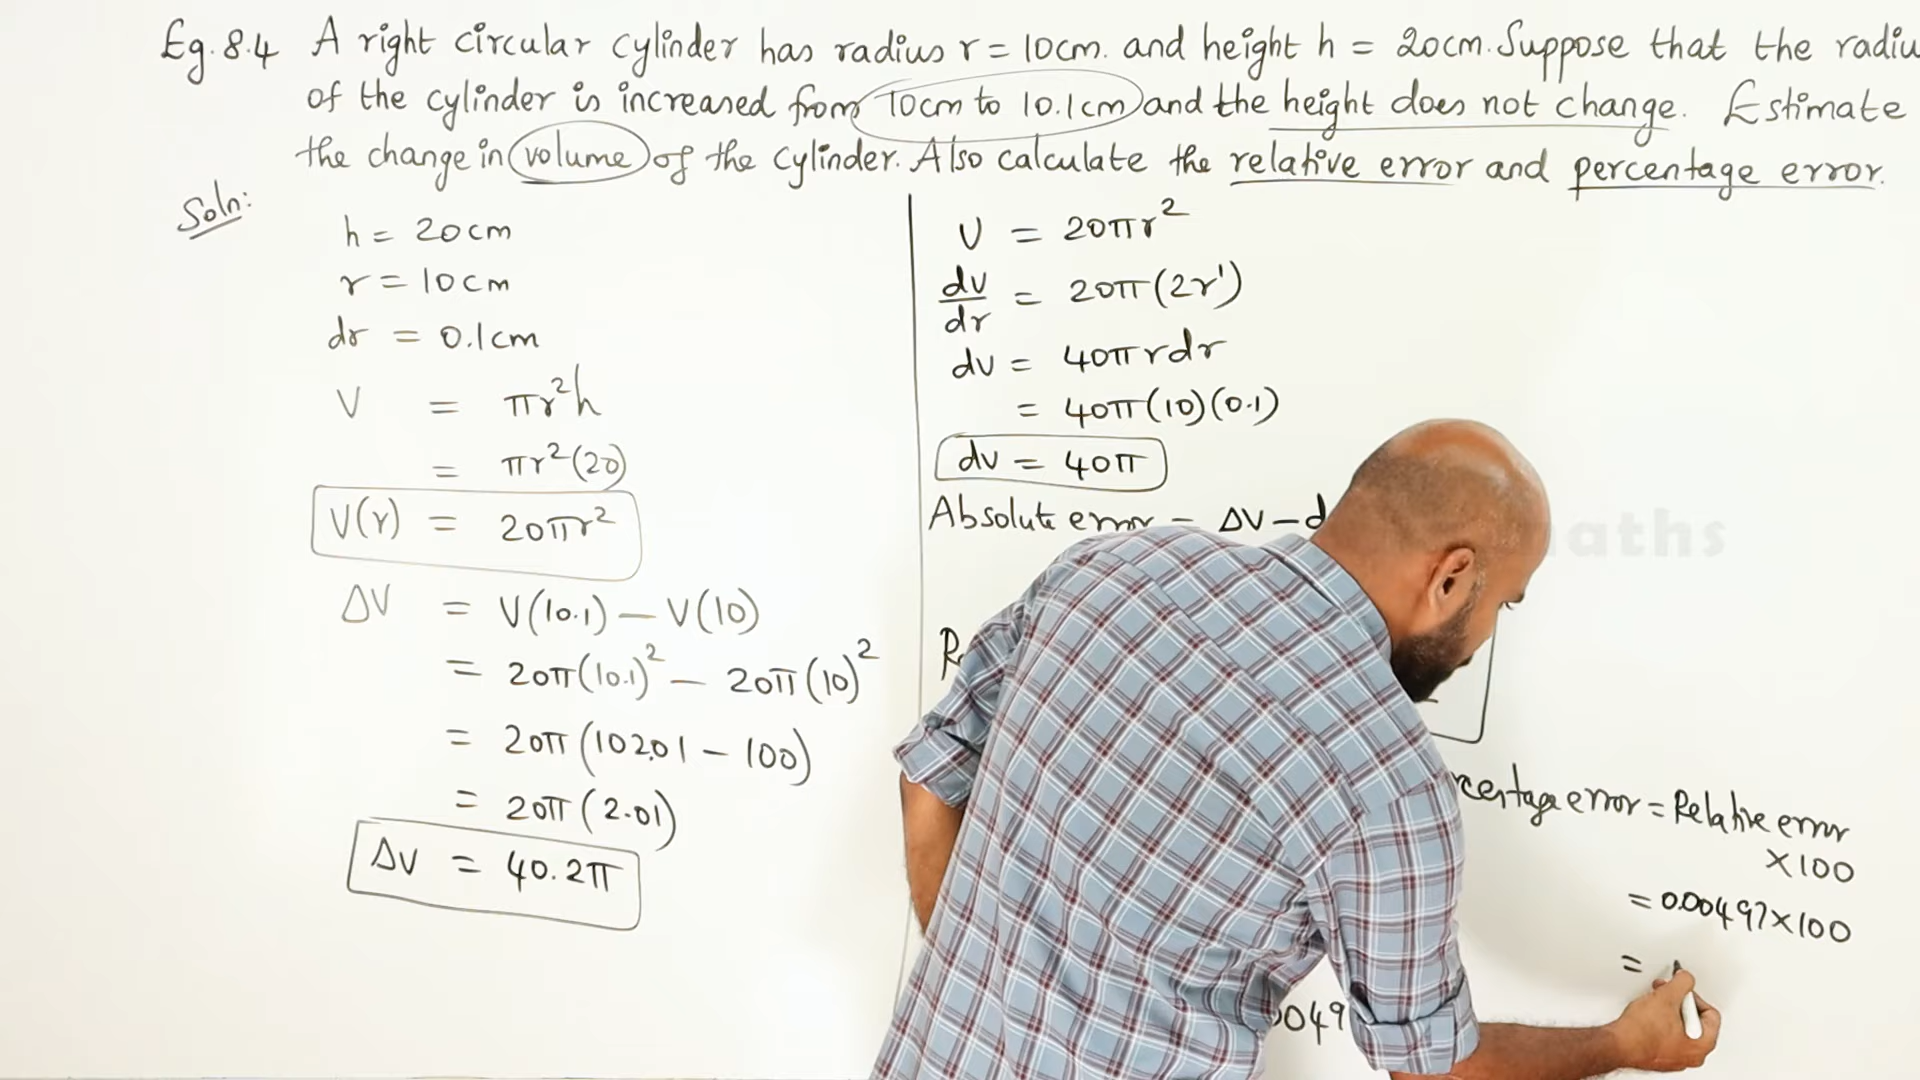 Eg. 8.4 A right circular cylinder has radius r = 10cm. and height h = 20cm. Suppose that the radiu
of the cylinder is increased from 10cm to 10.1cm and the height does not change. Estimate
the change in volume of the cylinder. Also calculate the relative error and percentage error.
Soln:
h = 20cm
r = 10cm
dr = 0.1cm
V = πr²h
= πr²(20)
V(r) = 20πr²
ΔV = V(10.1) – V(10)
= 20π(10.1)² – 20π(10)²
= 20π(102.01 – 100)
= 20π(2.01)
ΔV = 40.2π
V = 20πr²
dv/dr = 20π(2r')
dv = 40πrdr
= 40π(10)(0.1)
dv = 40π
Absolute error = ΔV – d
aths
centage error = Relative error
×100
= 0.00497×100
=
0049